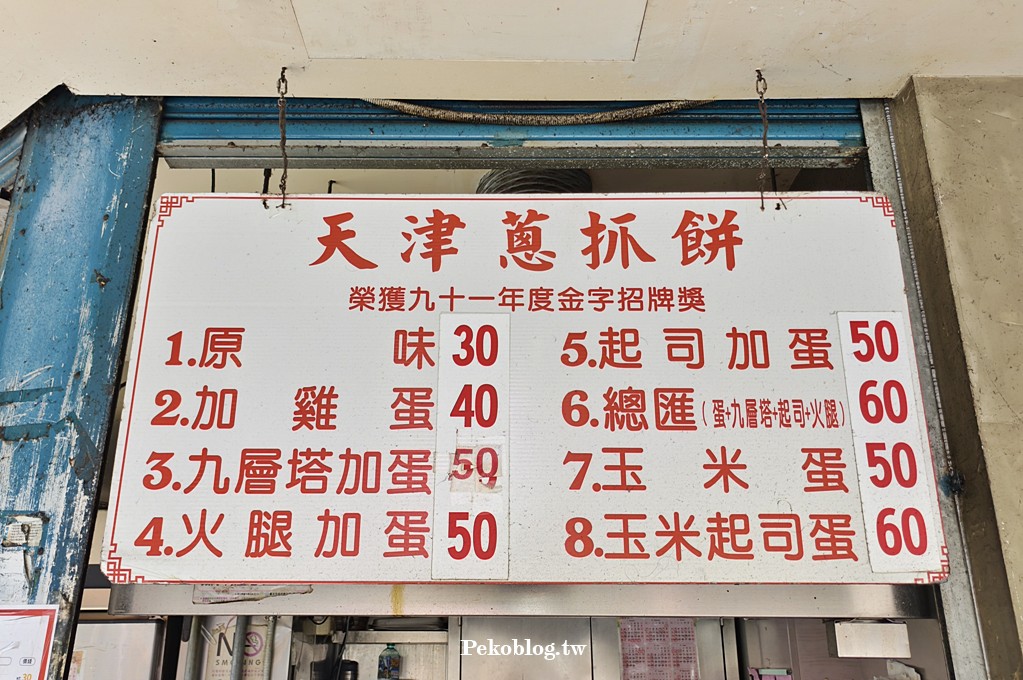 天津蔥抓餅
榮獲九十一年度金字招牌獎
1.原味 30
2.加雞蛋 40
3.九層塔加蛋 50
4.火腿加蛋 50
5.起司加蛋 50
6.總匯(蛋+九層塔+起司+火腿) 60
7.玉米蛋 50
8.玉米起司蛋 60
NO
SMOKING
Pekoblog.tw